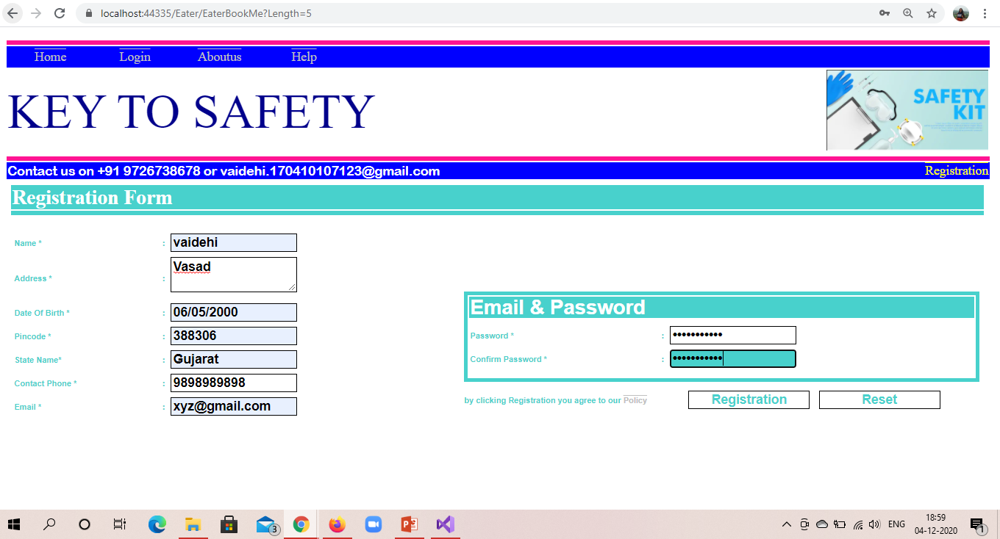 localhost:44335/Eater/EaterBookMe?Length=5
Home Login Aboutus Help
KEY TO SAFETY
SAFETY
KIT
Contact us on +91 9726738678 or vaidehi.170410107123@gmail.com
Registration
Registration Form
Name * : vaidehi
Address * : Vasad
Date Of Birth * : 06/05/2000
Pincode * : 388306
State Name* : Gujarat
Contact Phone * : 9898989898
Email * : xyz@gmail.com
Email & Password
Password * : •••••••••••
Confirm Password * : •••••••••••
by clicking Registration you agree to our Policy
Registration Reset
3
ENG
18:59
04-12-2020
1